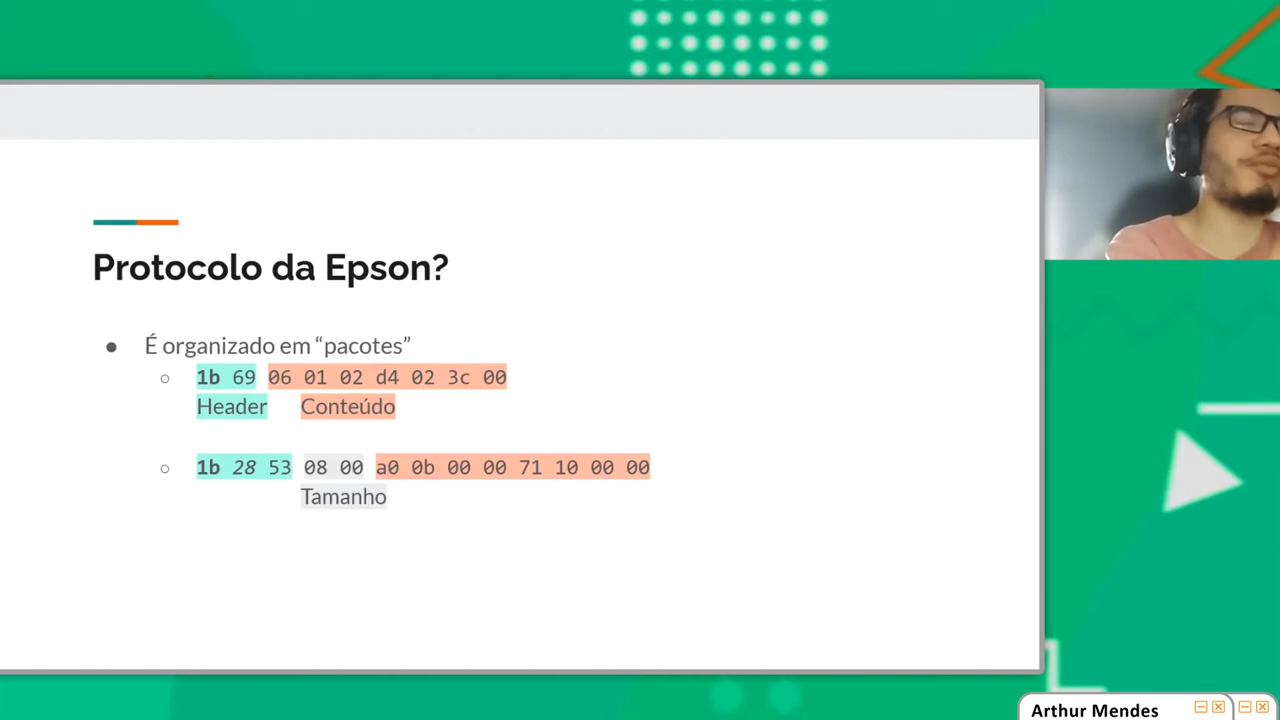 Protocolo da Epson?
● É organizado em “pacotes”
○ 1b 69 06 01 02 d4 02 3c 00
Header Conteúdo
○ 1b 28 53 08 00 a0 0b 00 00 71 10 00 00
Tamanho
Arthur Mendes